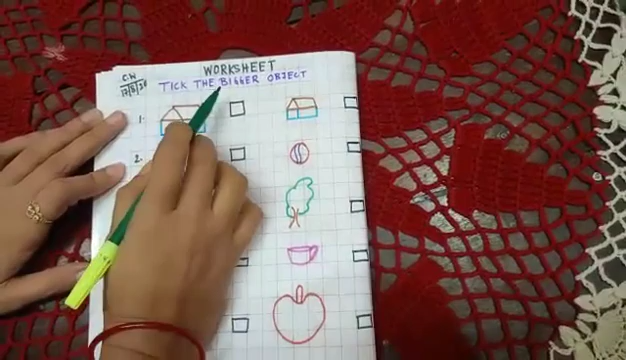 WORKSHEET
C.W
TICK THE BIGGER OBJECT
1.
2.